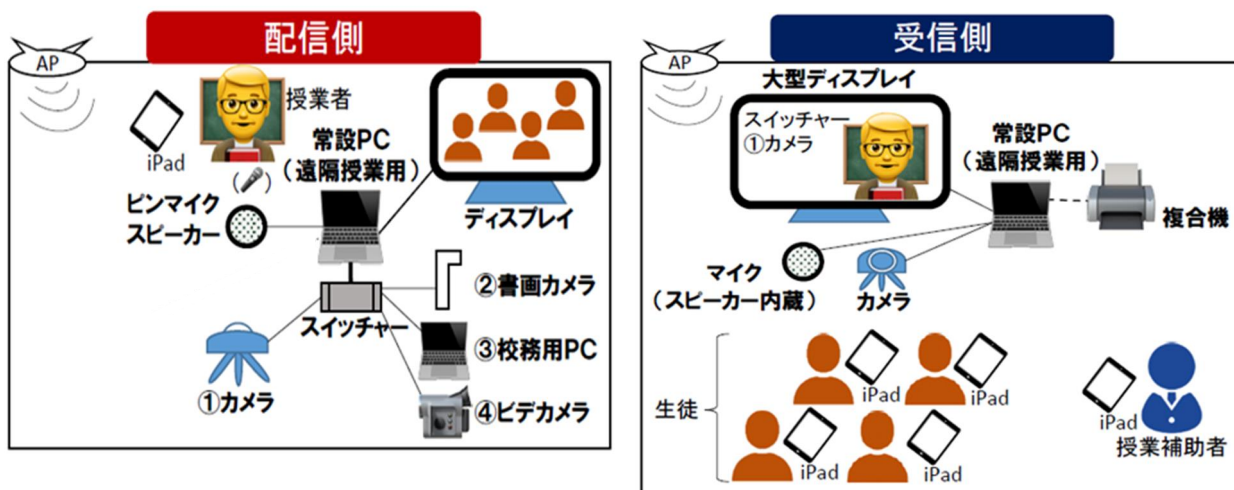 配信側
AP
授業者
iPad
常設PC
(遠隔授業用)
ピンマイク
スピーカー
ディスプレイ
スイッチャー
②書画カメラ
③校務用PC
④ビデカメラ
①カメラ
受信側
AP
大型ディスプレイ
スイッチャー
①カメラ
常設PC
(遠隔授業用)
複合機
マイク
(スピーカー内蔵)
カメラ
生徒
iPad
iPad
iPad
iPad
iPad
授業補助者